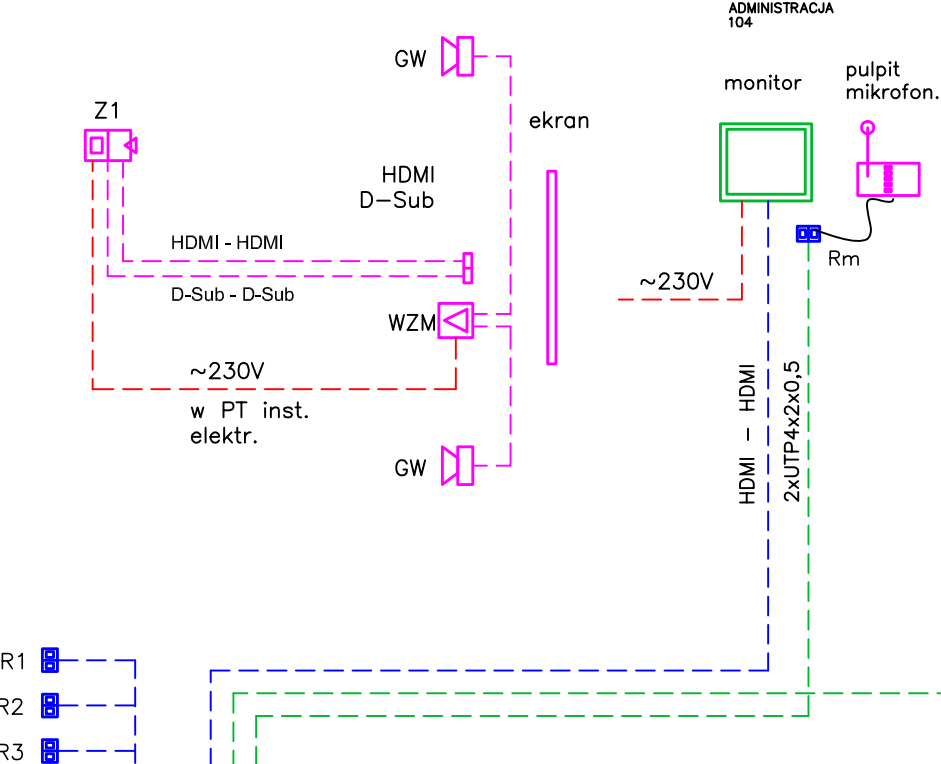 ADMINISTRACJA
104
GW
monitor
pulpit
mikrofon.
Z1
ekran
HDMI
D-Sub
HDMI - HDMI
D-Sub - D-Sub
Rm
~230V
WZM
~230V
w PT inst.
elektr.
HDMI - HDMI
2xUTP4x2x0,5
GW
R1
R2
R3